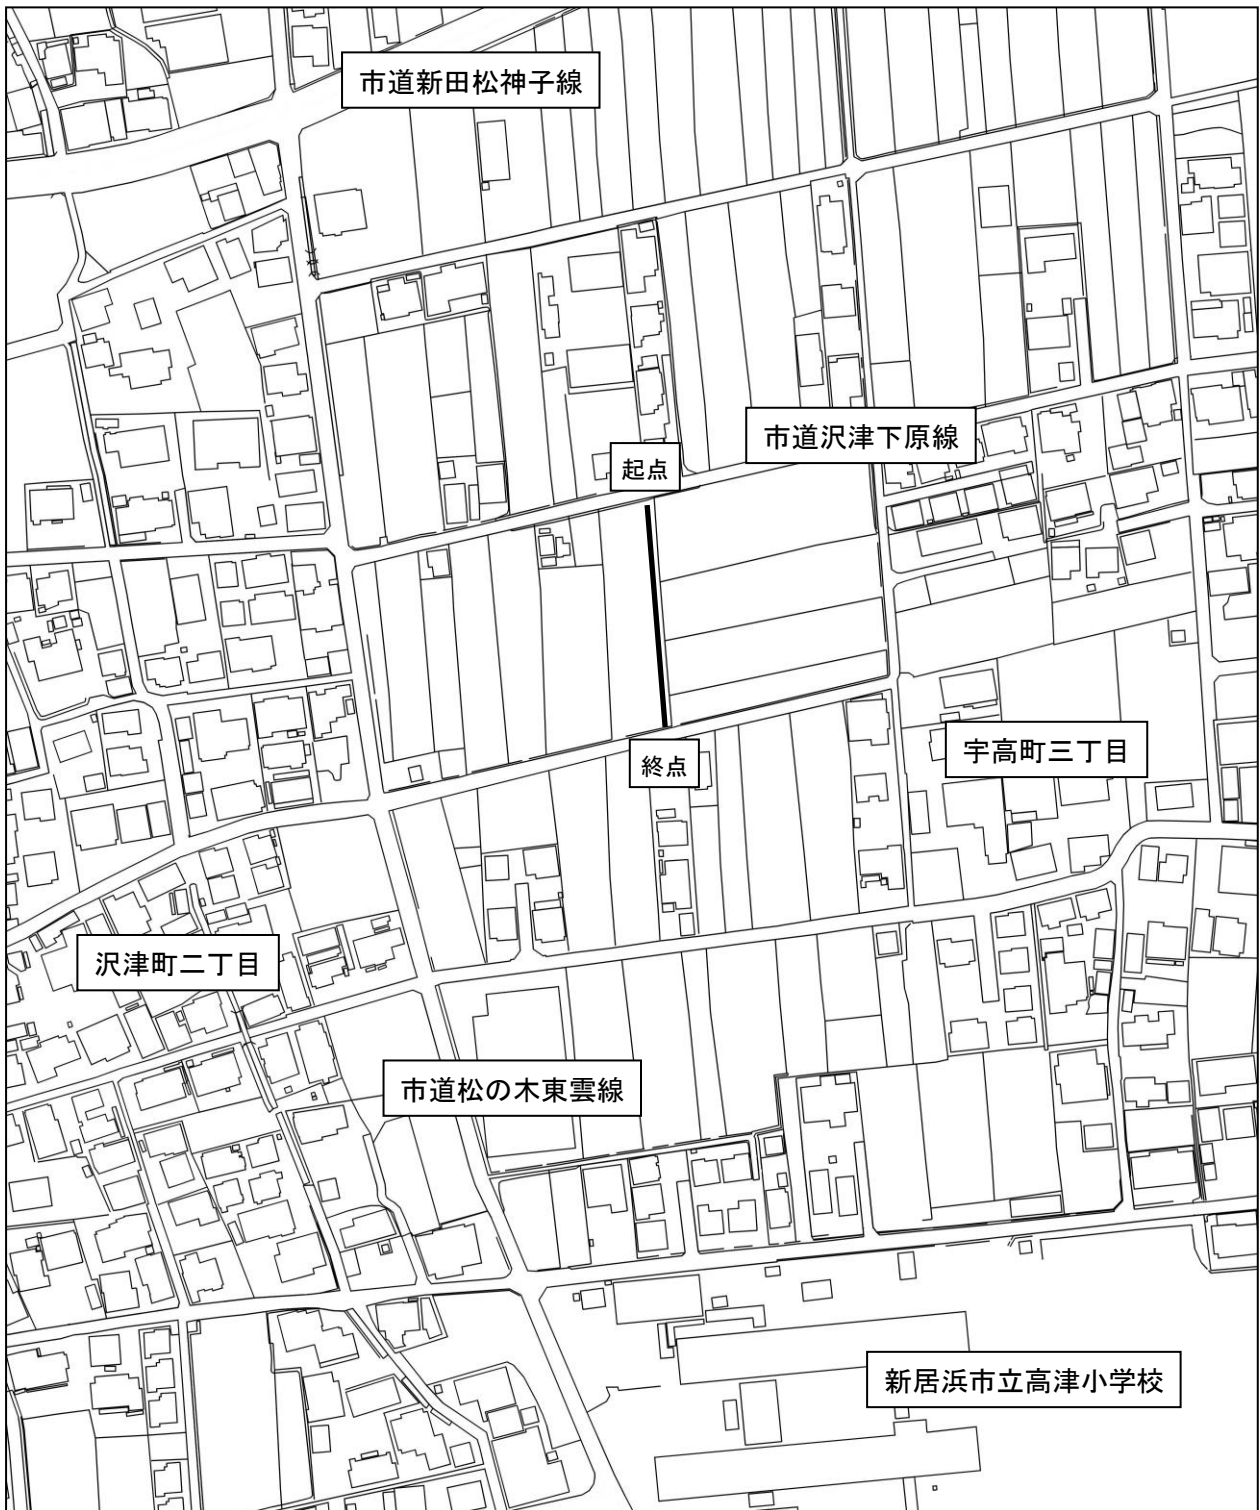 市道新田松神子線
市道沢津下原線
起点
終点
宇高町三丁目
沢津町二丁目
市道松の木東雲線
新居浜市立高津小学校